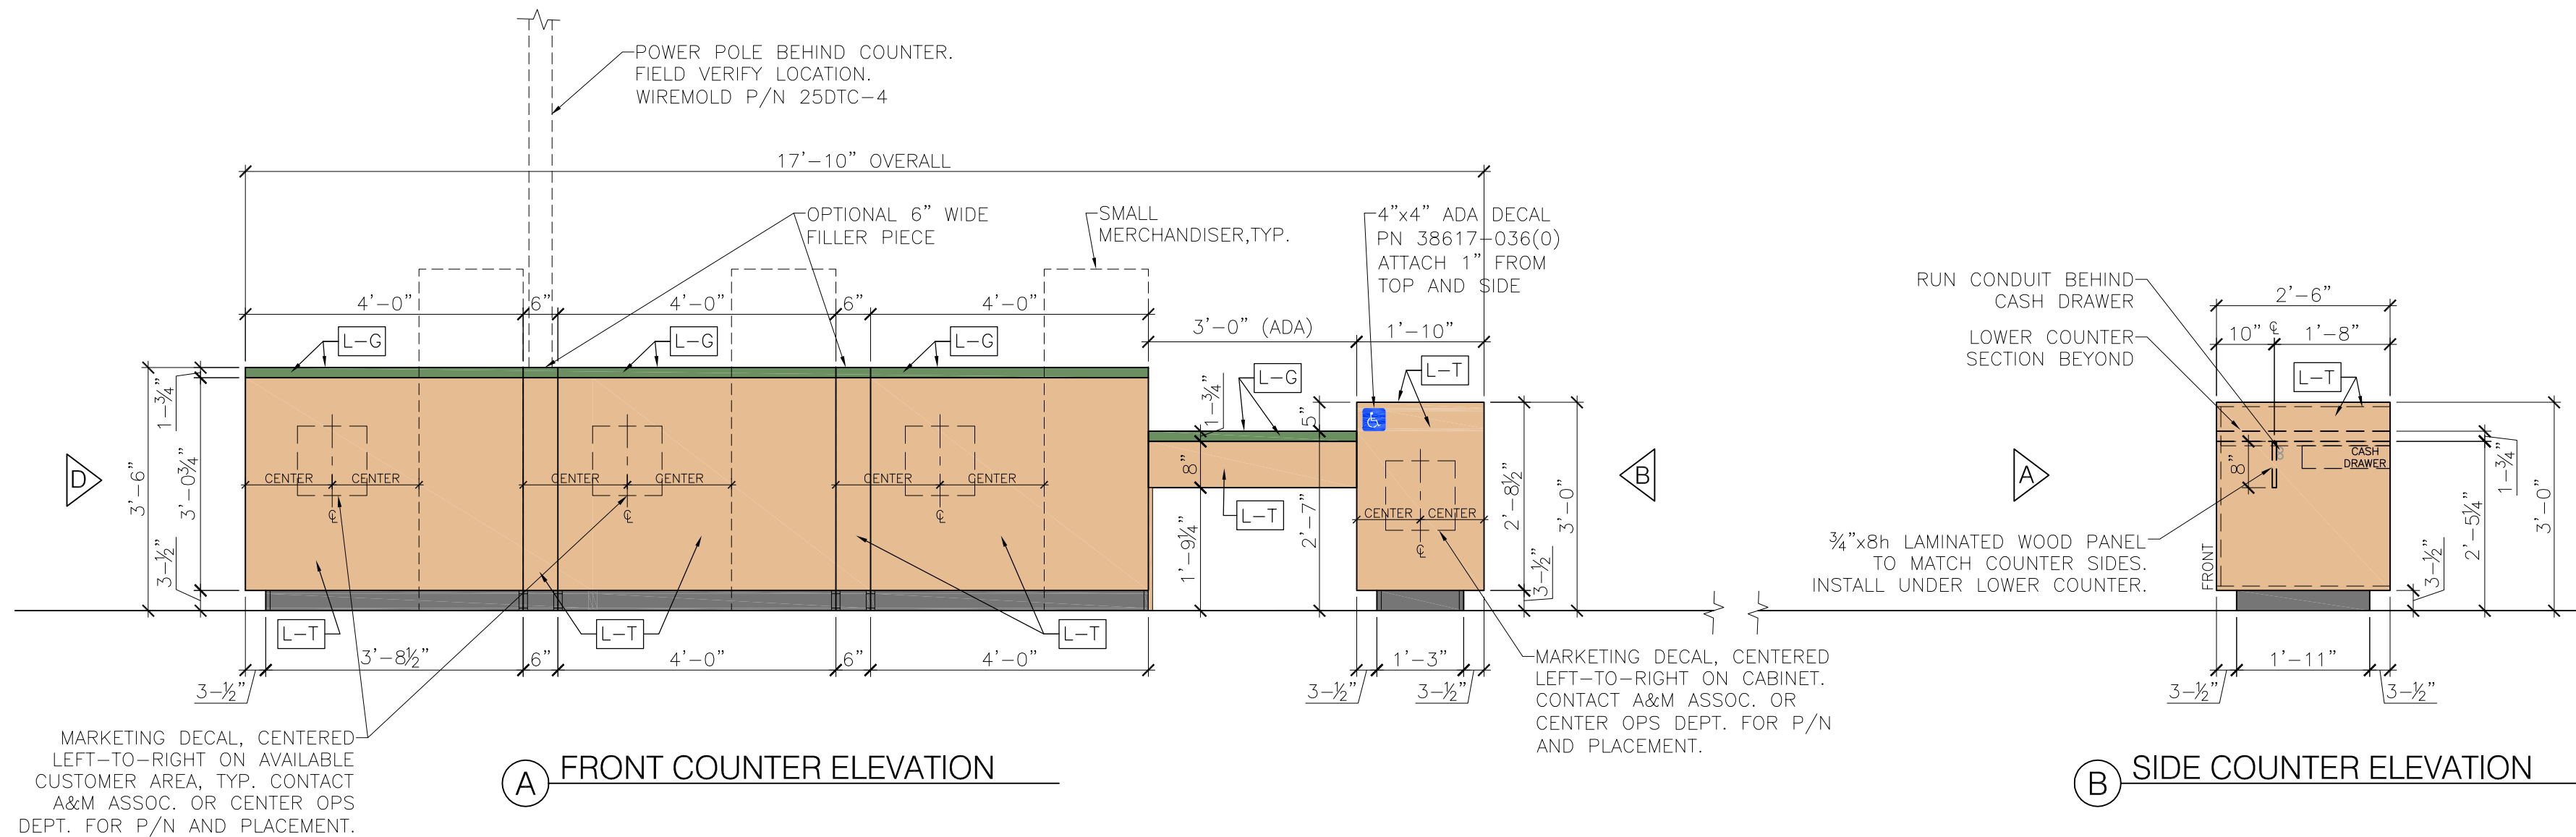 POWER POLE BEHIND COUNTER.
FIELD VERIFY LOCATION.
WIREMOLD P/N 25DTC-4
17'-10" OVERALL
OPTIONAL 6" WIDE
FILLER PIECE
SMALL
MERCHANDISER,TYP.
4"x4" ADA DECAL
PN 38617-036(0)
ATTACH 1" FROM
TOP AND SIDE
4'-0"
6"
4'-0"
6"
4'-0"
3'-0" (ADA)
1'-10"
L-G
L-G
L-G
L-G
L-T
1-¾"
3'-6"
3'-0¾"
3-½"
D
CENTER
CENTER
CENTER
CENTER
CENTER
CENTER
CENTER
CENTER
℄
℄
℄
℄
1-¾"
8"
1'-9¼"
5"
2'-7"
L-T
2'-8½"
3-½"
3'-0"
B
L-T
L-T
L-T
3-½"
3'-8½"
6"
4'-0"
6"
4'-0"
3-½"
1'-3"
3-½"
MARKETING DECAL, CENTERED
LEFT-TO-RIGHT ON AVAILABLE
CUSTOMER AREA, TYP. CONTACT
A&M ASSOC. OR CENTER OPS
DEPT. FOR P/N AND PLACEMENT.
MARKETING DECAL, CENTERED
LEFT-TO-RIGHT ON CABINET.
CONTACT A&M ASSOC. OR
CENTER OPS DEPT. FOR P/N
AND PLACEMENT.
A FRONT COUNTER ELEVATION
RUN CONDUIT BEHIND
CASH DRAWER
LOWER COUNTER
SECTION BEYOND
2'-6"
10"
℄
1'-8"
L-T
A
8"
CASH
DRAWER
1-¾"
2'-5¼"
3'-0"
3-½"
¾"x8h LAMINATED WOOD PANEL
TO MATCH COUNTER SIDES.
INSTALL UNDER LOWER COUNTER.
FRONT
3-½"
1'-11"
3-½"
B SIDE COUNTER ELEVATION